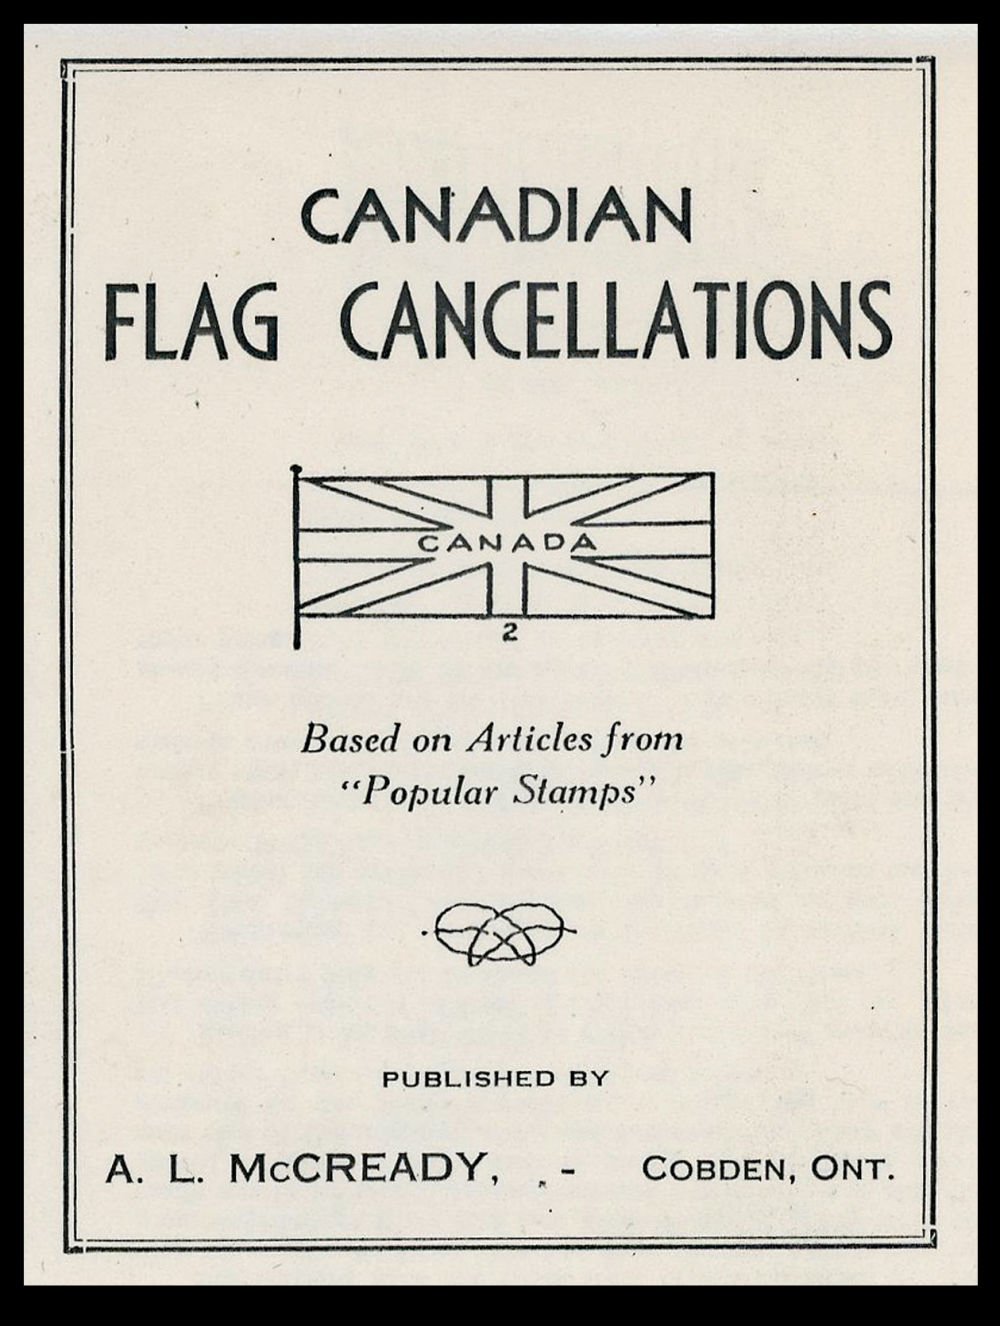 CANADIAN
FLAG CANCELLATIONS
CANADA
2
Based on Articles from
“Popular Stamps”
PUBLISHED BY
A. L. McCREADY, - COBDEN, ONT.